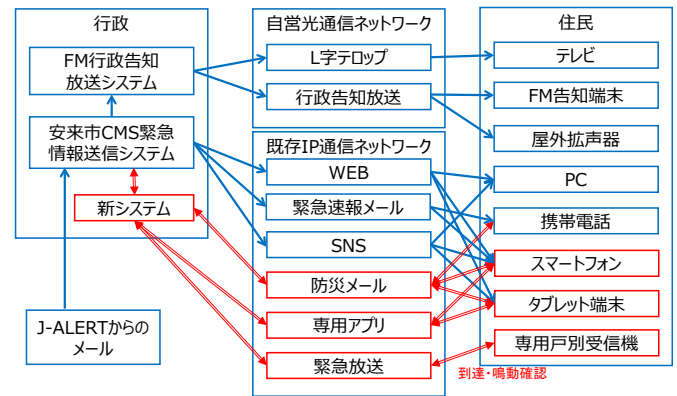 行政
FM行政告知
放送システム
安来市CMS緊急
情報送信システム
新システム
J-ALERTからの
メール
自営光通信ネットワーク
L字テロップ
行政告知放送
既存IP通信ネットワーク
WEB
緊急速報メール
SNS
防災メール
専用アプリ
緊急放送
住民
テレビ
FM告知端末
屋外拡声器
PC
携帯電話
スマートフォン
タブレット端末
専用戸別受信機
到達・鳴動確認